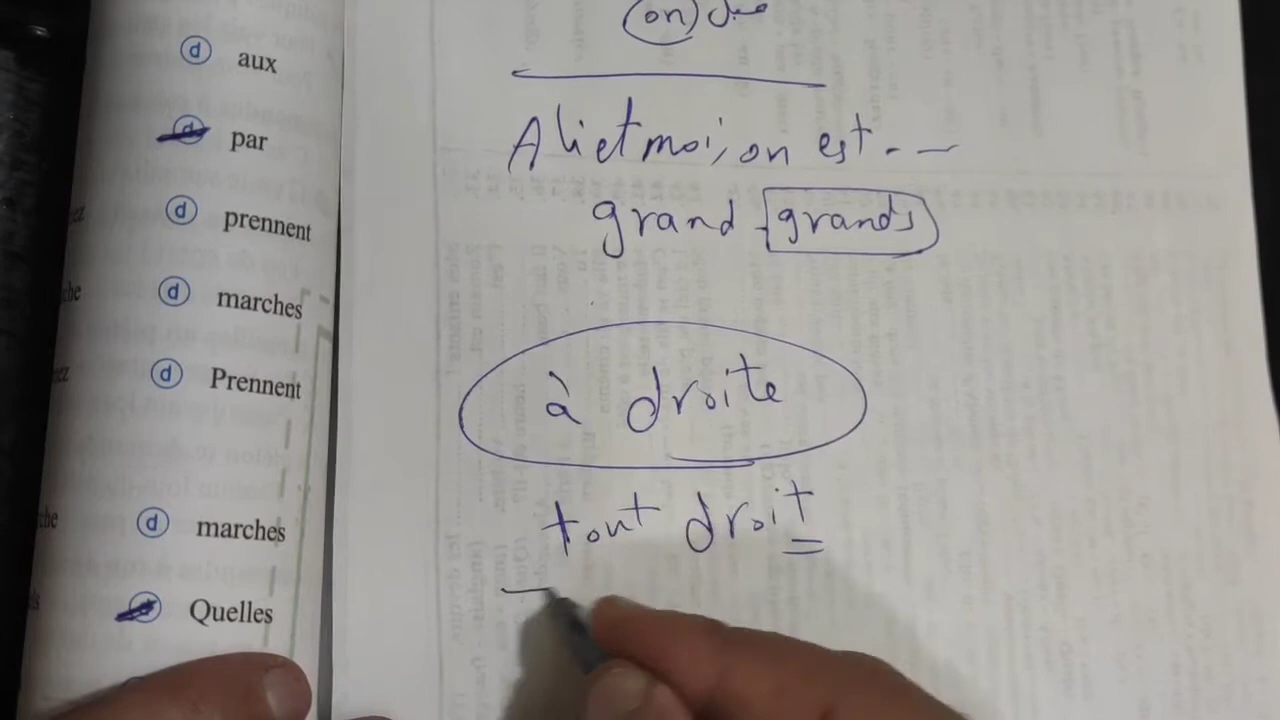 d aux
d par
d prennent
d marches
d Prennent
d marches
Quelles
on
Ali et moi, on est . _
grand grands
à droite
tout droit